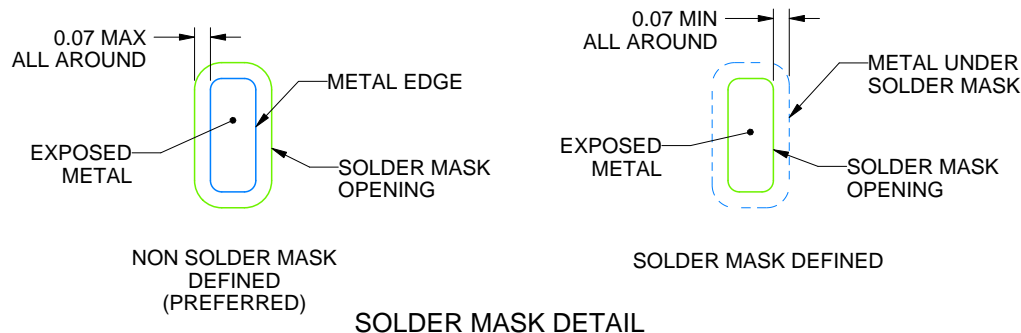 0.07 MAX
ALL AROUND
METAL EDGE
EXPOSED
METAL
SOLDER MASK
OPENING
NON SOLDER MASK
DEFINED
(PREFERRED)
0.07 MIN
ALL AROUND
METAL UNDER
SOLDER MASK
EXPOSED
METAL
SOLDER MASK
OPENING
SOLDER MASK DEFINED
SOLDER MASK DETAIL